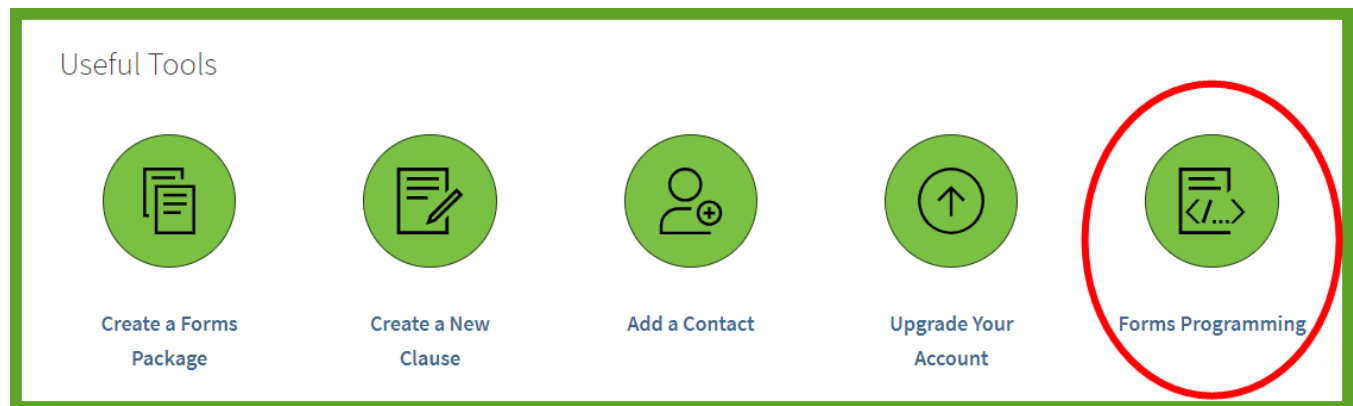 Useful Tools
</...>
Create a Forms
Package
Create a New
Clause
Add a Contact
Upgrade Your
Account
Forms Programming